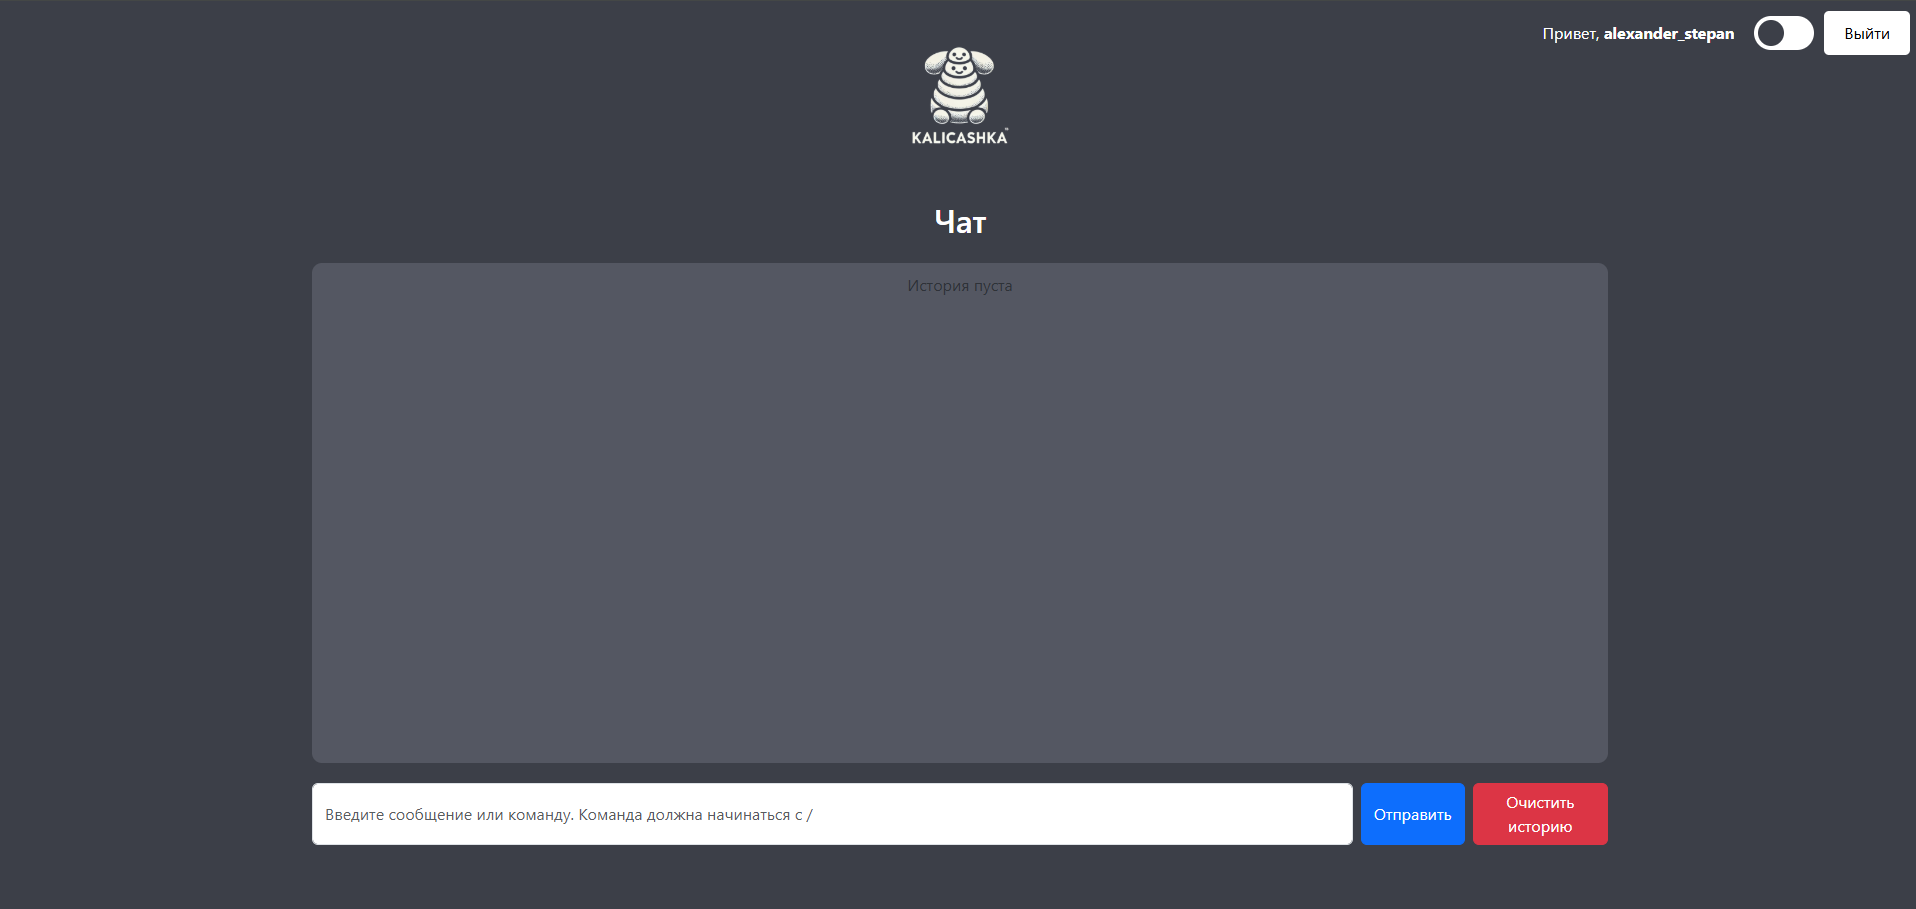 Привет, alexander_stepan
Выйти
KALICASHKA
Чат
История пуста
Введите сообщение или команду. Команда должна начинаться с /
Отправить
Очистить
историю